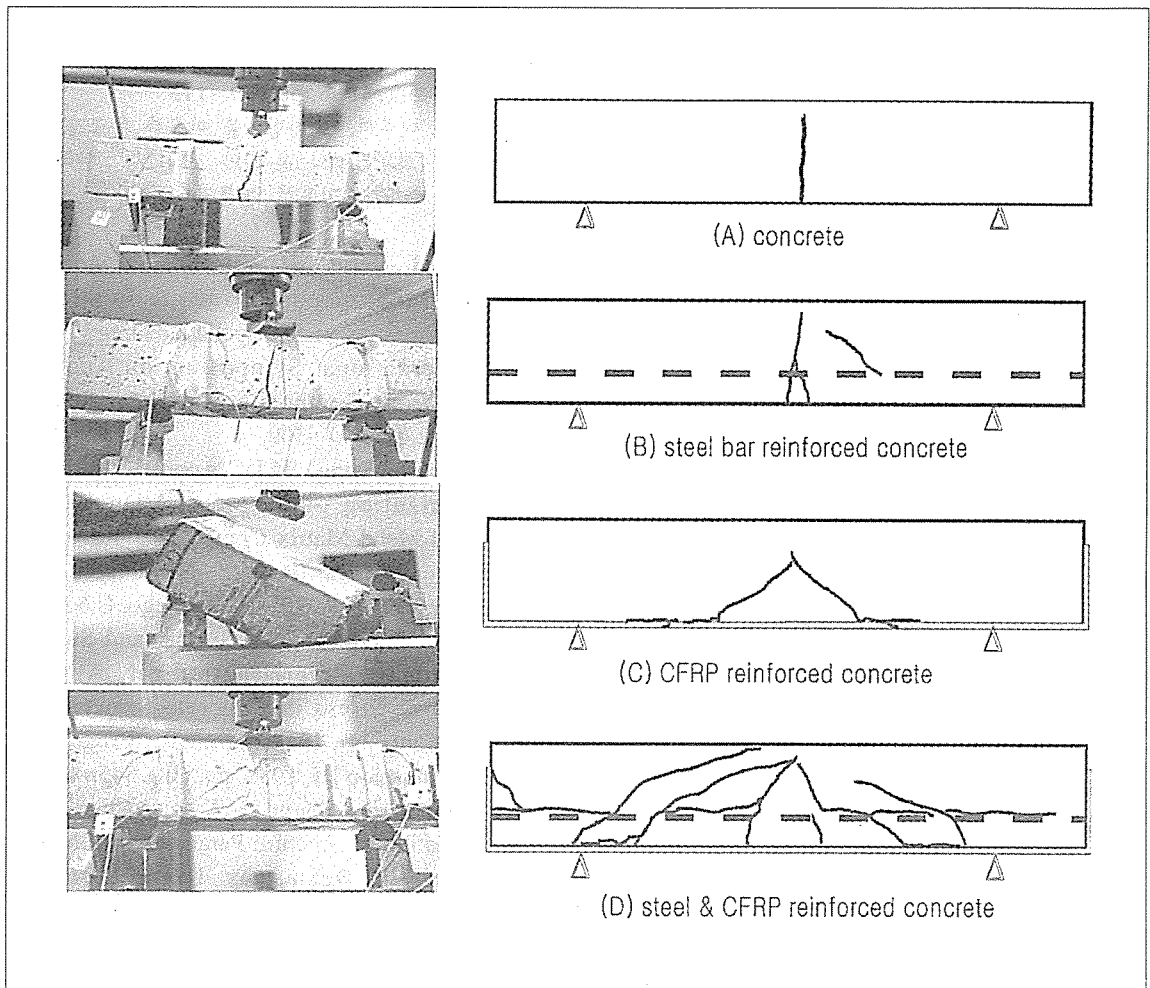 (A) concrete
(B) steel bar reinforced concrete
(C) CFRP reinforced concrete
(D) steel & CFRP reinforced concrete